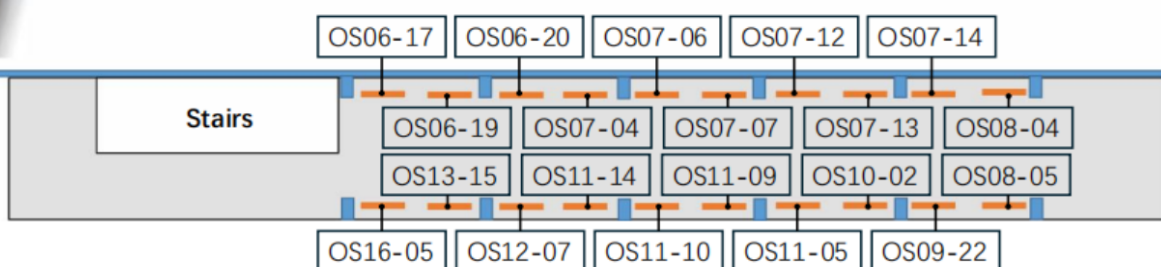 OS06-17 OS06-20 OS07-06 OS07-12 OS07-14
Stairs
OS06-19 OS07-04 OS07-07 OS07-13 OS08-04
OS13-15 OS11-14 OS11-09 OS10-02 OS08-05
OS16-05 OS12-07 OS11-10 OS11-05 OS09-22